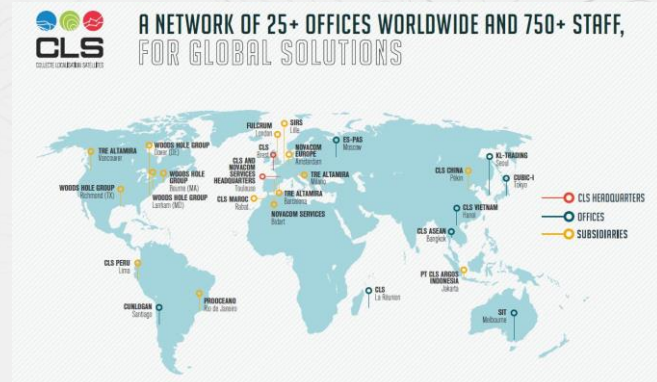 CLS
COLLECTE LOCALISATION SATELLITES
A NETWORK OF 25+ OFFICES WORLDWIDE AND 750+ STAFF,
FOR GLOBAL SOLUTIONS
TRE ALTAMIRA
Vancouver
WOODS HOLE GROUP
Dover (DE)
WOODS HOLE GROUP
Richmond (TX)
WOODS HOLE
GROUP
Bourne (MA)
WOODS HOLE GROUP
Lanham (MD)
FULCRUM
London
SIRS
Lille
CLS
Brest
CLS AND
NOVACOM
SERVICES
HEADQUARTERS
Toulouse
NOVACOM
EUROPE
Amsterdam
ES-PAS
Moscow
TRE ALTAMIRA
Milano
TRE ALTAMIRA
Barcelona
CLS MAROC
Rabat
NOVACOM SERVICES
Bidart
CLS CHINA
Pékin
KL-TRADING
Seoul
CUBIC-I
Tokyo
CLS VIETNAM
Hanoi
CLS ASEAN
Bangkok
PT CLS ARGOS
INDONESIA
Jakarta
CLS PERU
Lima
CUNLOGAN
Santiago
PROOCEANO
Rio de Janeiro
CLS
La Réunion
SIT
Melbourne
CLS HEADQUARTERS
OFFICES
SUBSIDIARIES